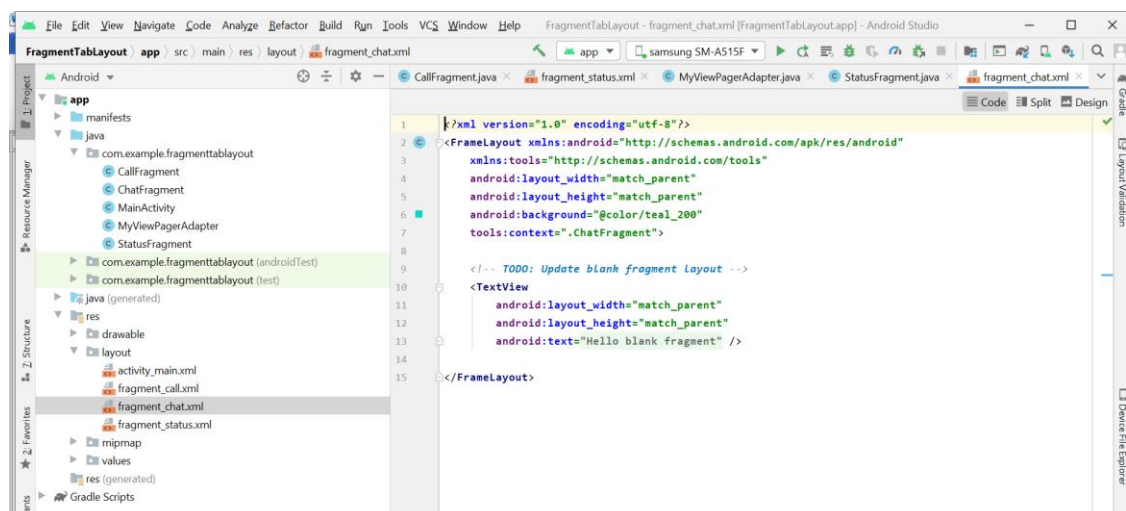 File Edit View Navigate Code Analyze Refactor Build Run Tools VCS Window Help FragmentTabLayout - fragment_chat.xml [FragmentTabLayout.app] - Android Studio
FragmentTabLayout app src main res layout fragment_chat.xml app samsung SM-A515F
Android CallFragment.java fragment_status.xml MyViewPagerAdapter.java StatusFragment.java fragment_chat.xml
Code Split Design
1: Project
Resource Manager
Z: Structure
2: Favorites
app
manifests
java
com.example.fragmenttablayout
CallFragment
ChatFragment
MainActivity
MyViewPagerAdapter
StatusFragment
com.example.fragmenttablayout (androidTest)
com.example.fragmenttablayout (test)
java (generated)
res
drawable
layout
activity_main.xml
fragment_call.xml
fragment_chat.xml
fragment_status.xml
mipmap
values
res (generated)
Gradle Scripts
1 <?xml version="1.0" encoding="utf-8"?>
2 <FrameLayout xmlns:android="http://schemas.android.com/apk/res/android"
3 xmlns:tools="http://schemas.android.com/tools"
4 android:layout_width="match_parent"
5 android:layout_height="match_parent"
6 android:background="@color/teal_200"
7 tools:context=".ChatFragment">
8
9 <!-- TODO: Update blank fragment layout -->
10 <TextView
11 android:layout_width="match_parent"
12 android:layout_height="match_parent"
13 android:text="Hello blank fragment" />
14
15 </FrameLayout>
Gradle
Layout Validation
Device File Explorer